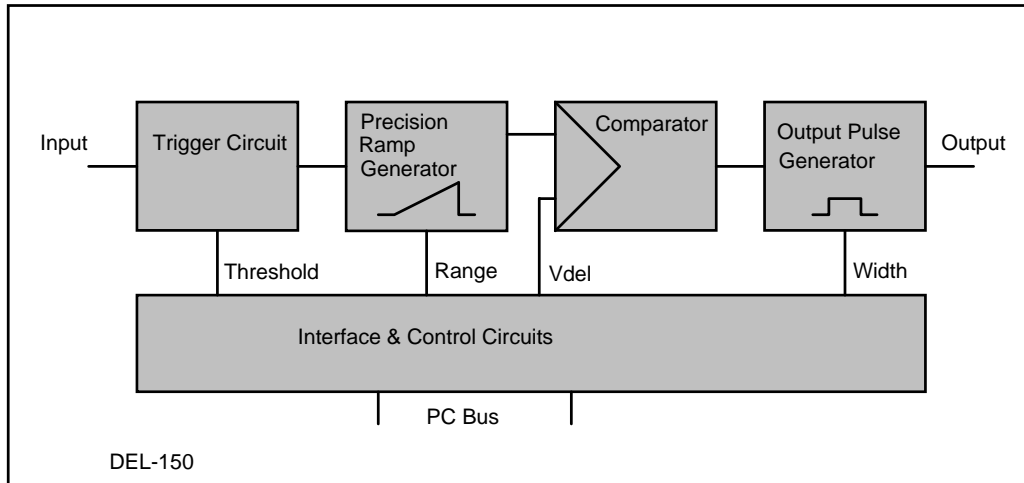 Input
Trigger Circuit
Precision
Ramp
Generator
Comparator
Output Pulse
Generator
Output
Threshold
Range
Vdel
Width
Interface & Control Circuits
PC Bus
DEL-150